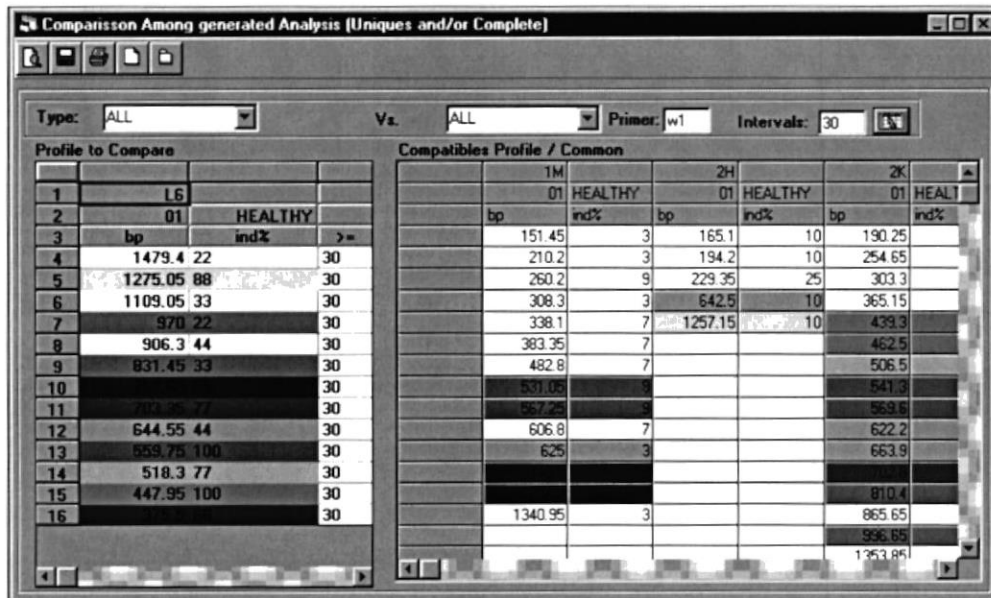 Comparisson Among generated Analysis (Uniques and/or Complete)
Type: ALL Vs. ALL Primer: w1 Intervals: 30
Profile to Compare
1 L6
2 01 HEALTHY
3 bp ind% >=
4 1479.4 22 30
5 1275.05 88 30
6 1109.05 33 30
7 970 22 30
8 906.3 44 30
9 831.45 33 30
10 30
11 703.35 77 30
12 644.55 44 30
13 559.75 100 30
14 518.3 77 30
15 447.95 100 30
16 30
Compatibles Profile / Common
1M 2H 2K
01 HEALTHY 01 HEALTHY 01 HEALT
bp ind% bp ind% bp ind%
151.45 3 165.1 10 190.25
210.2 3 194.2 10 254.65
260.2 9 229.35 25 303.3
308.3 3 642.5 10 365.15
338.1 7 1257.15 10 439.3
383.35 7 462.5
482.8 7 506.5
531.05 9 541.3
567.25 9 569.6
606.8 7 622.2
625 3 663.9
810.4
1340.95 3 865.65
996.65
1353.85